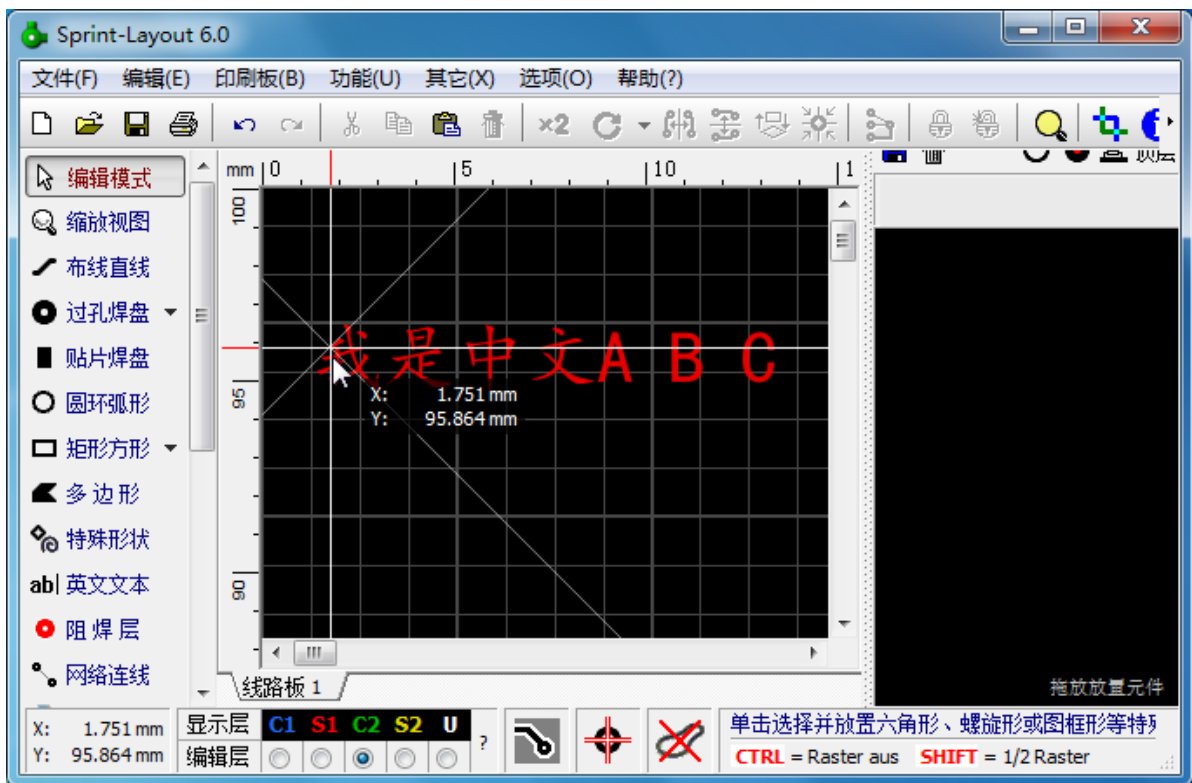 Sprint-Layout 6.0
文件(F) 编辑(E) 印刷板(B) 功能(U) 其它(X) 选项(O) 帮助(?)
×2
编辑模式
缩放视图
布线直线
过孔焊盘
贴片焊盘
圆环弧形
矩形方形
多边形
特殊形状
ab| 英文文本
阻焊层
网络连线
mm 0 5 10 1
100
95
90
我是中文A B C
X: 1.751 mm
Y: 95.864 mm
顶层
拖放放置元件
线路板 1
X: 1.751 mm
Y: 95.864 mm
显示层 C1 S1 C2 S2 U
编辑层
?
单击选择并放置六角形、螺旋形或图框形等特
CTRL = Raster aus SHIFT = 1/2 Raster